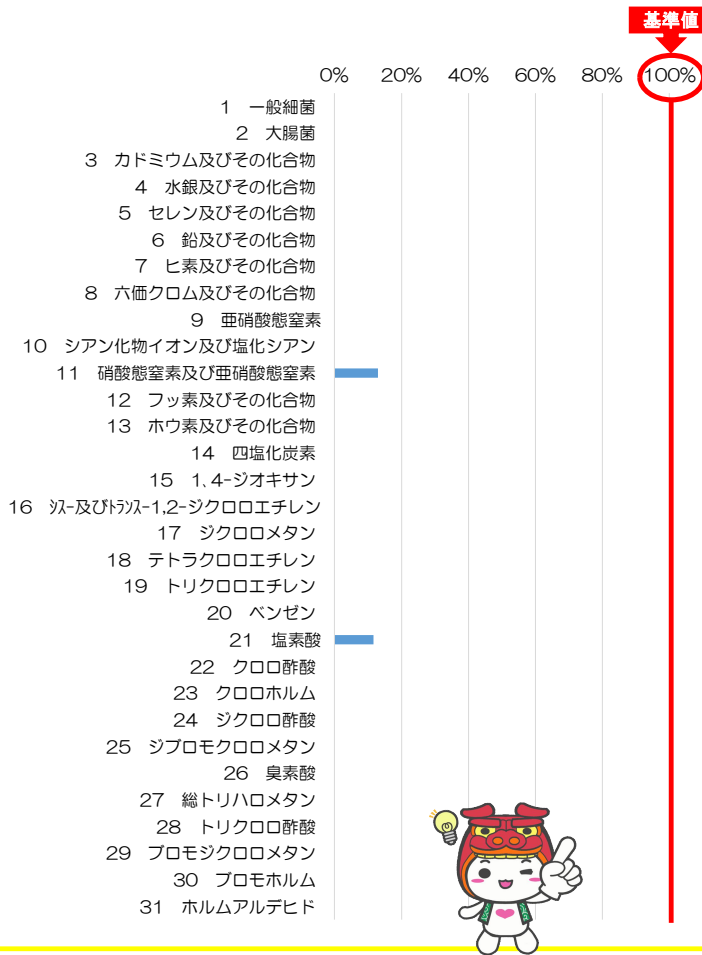 基準値
0% 20% 40% 60% 80% 100%
1 一般細菌
2 大腸菌
3 カドミウム及びその化合物
4 水銀及びその化合物
5 セレン及びその化合物
6 鉛及びその化合物
7 ヒ素及びその化合物
8 六価クロム及びその化合物
9 亜硝酸態窒素
10 シアン化物イオン及び塩化シアン
11 硝酸態窒素及び亜硝酸態窒素
12 フッ素及びその化合物
13 ホウ素及びその化合物
14 四塩化炭素
15 1、4-ジオキサン
16 シス-及びトランス-1,2-ジクロロエチレン
17 ジクロロメタン
18 テトラクロロエチレン
19 トリクロロエチレン
20 ベンゼン
21 塩素酸
22 クロロ酢酸
23 クロロホルム
24 ジクロロ酢酸
25 ジブロモクロロメタン
26 臭素酸
27 総トリハロメタン
28 トリクロロ酢酸
29 ブロモジクロロメタン
30 ブロモホルム
31 ホルムアルデヒド